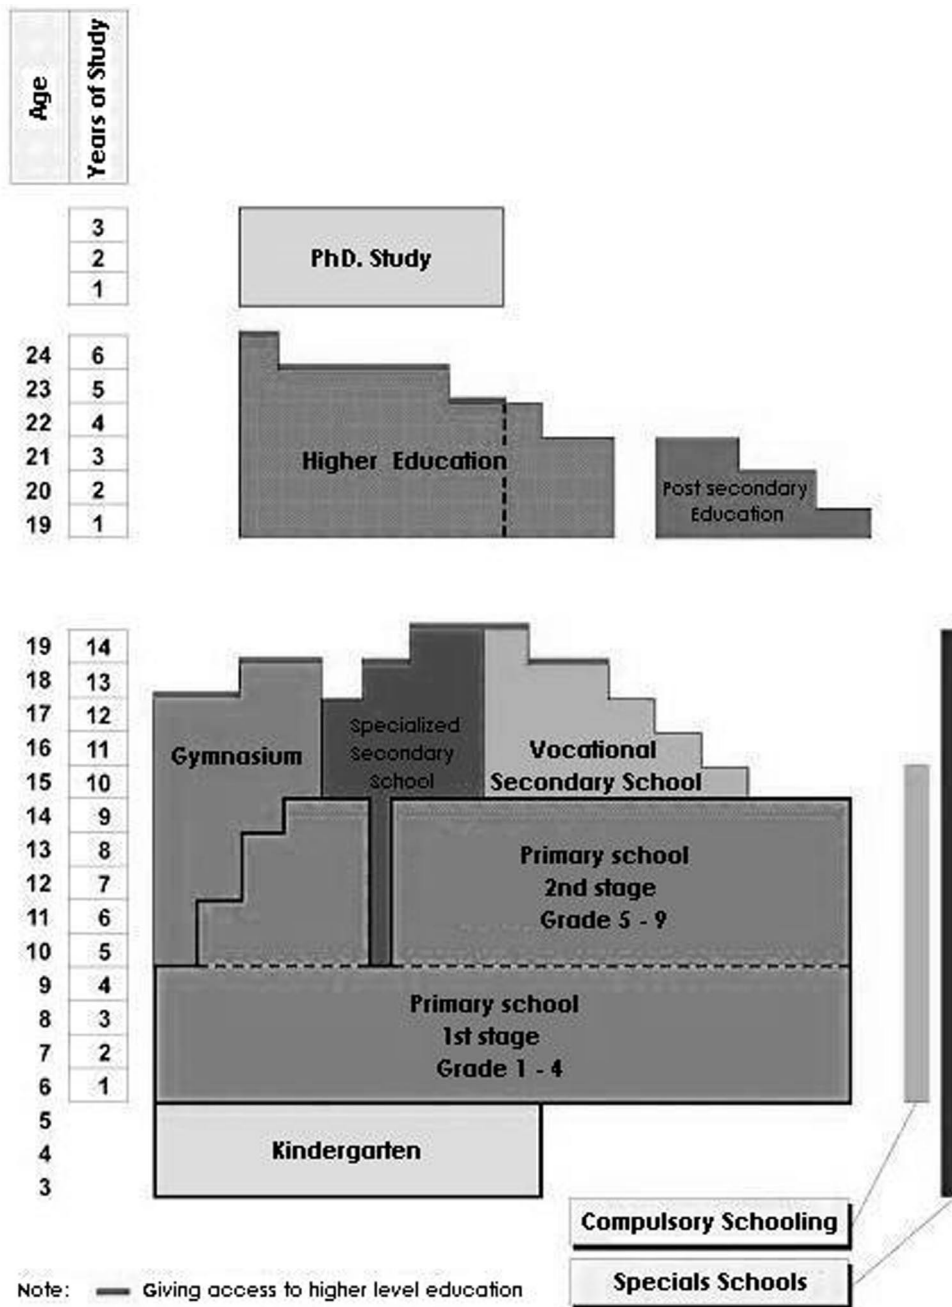 Age
Years of Study
3
2
1
PhD. Study
24 6
23 5
22 4
21 3
20 2
19 1
Higher Education
Post secondary
Education
19 14
18 13
17 12
16 11
15 10
14 9
13 8
12 7
11 6
10 5
9 4
8 3
7 2
6 1
5
4
3
Gymnasium
Specialized
Secondary
School
Vocational
Secondary School
Primary school
2nd stage
Grade 5 - 9
Primary school
1st stage
Grade 1 - 4
Kindergarten
Compulsory Schooling
Specials Schools
Note: Giving access to higher level education